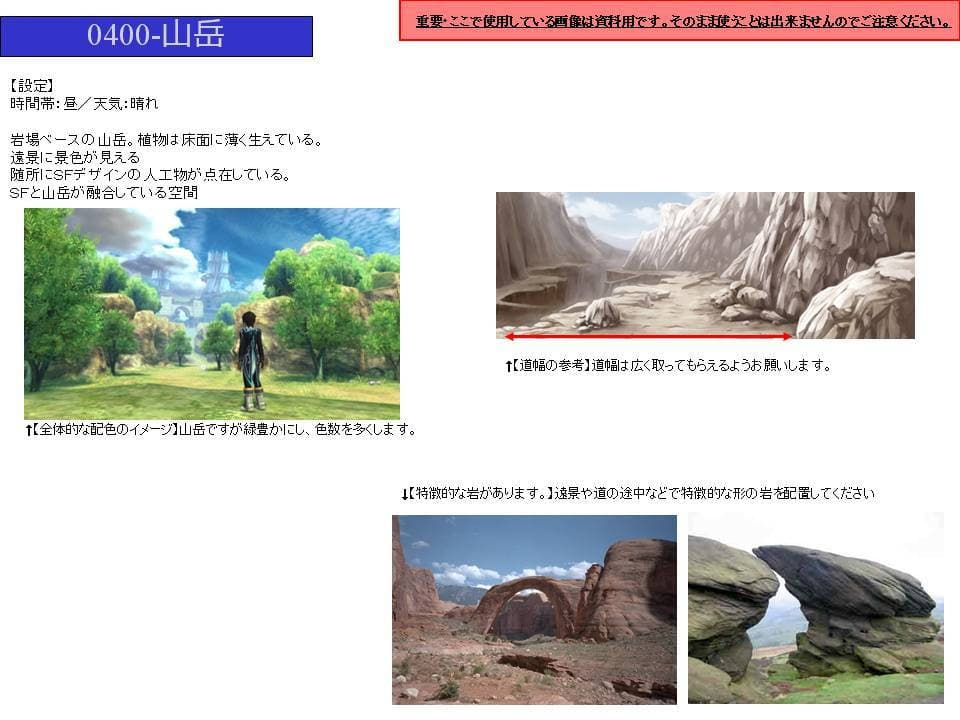 0400-山岳
重要・ここで使用している画像は資料用です。そのまま使うことは出来ませんのでご注意ください。
【設定】
時間帯：昼／天気：晴れ
岩場ベースの山岳。植物は床面に薄く生えている。
遠景に景色が見える
随所にSFデザインの人工物が点在している。
SFと山岳が融合している空間
↑【道幅の参考】道幅は広く取ってもらえるようお願いします。
↑【全体的な配色のイメージ】山岳ですが緑豊かにし、色数を多くします。
↓【特徴的な岩があります。】遠景や道の途中などで特徴的な形の岩を配置してください